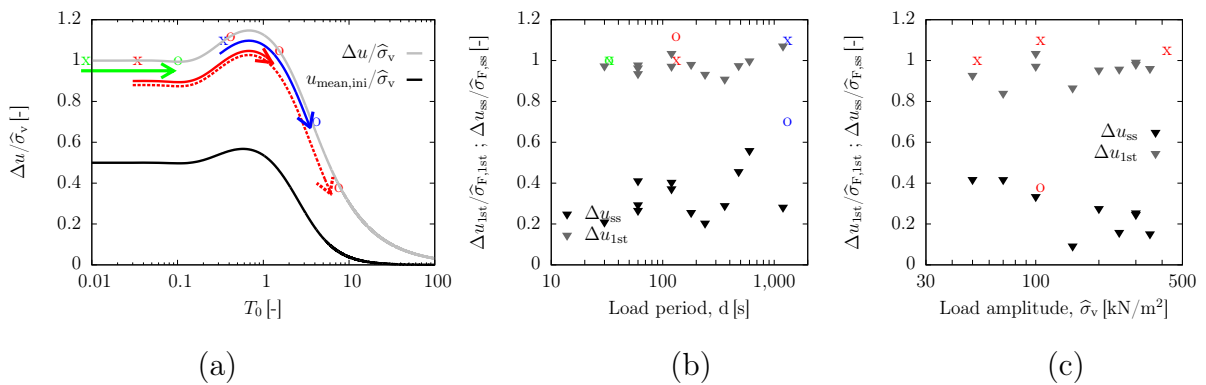 Δu/σ̂v [-]
1.2
1
0.8
0.6
0.4
0.2
0
0.01
0.1
1
10
100
T0 [-]
Δu/σ̂v
umean,ini/σ̂v
x
x
x
o
o
o
o
o
(a)
Δu1st/σ̂F,1st ; Δuss/σ̂F,ss [-]
1.2
1
0.8
0.6
0.4
0.2
0
10
100
1,000
Load period, d [s]
Δuss
Δu1st
o
x
x
o
(b)
Δu1st/σ̂F,1st ; Δuss/σ̂F,ss [-]
1.2
1
0.8
0.6
0.4
0.2
0
30
100
500
Load amplitude, σ̂v [kN/m²]
Δuss
Δu1st
x
x
x
o
(c)